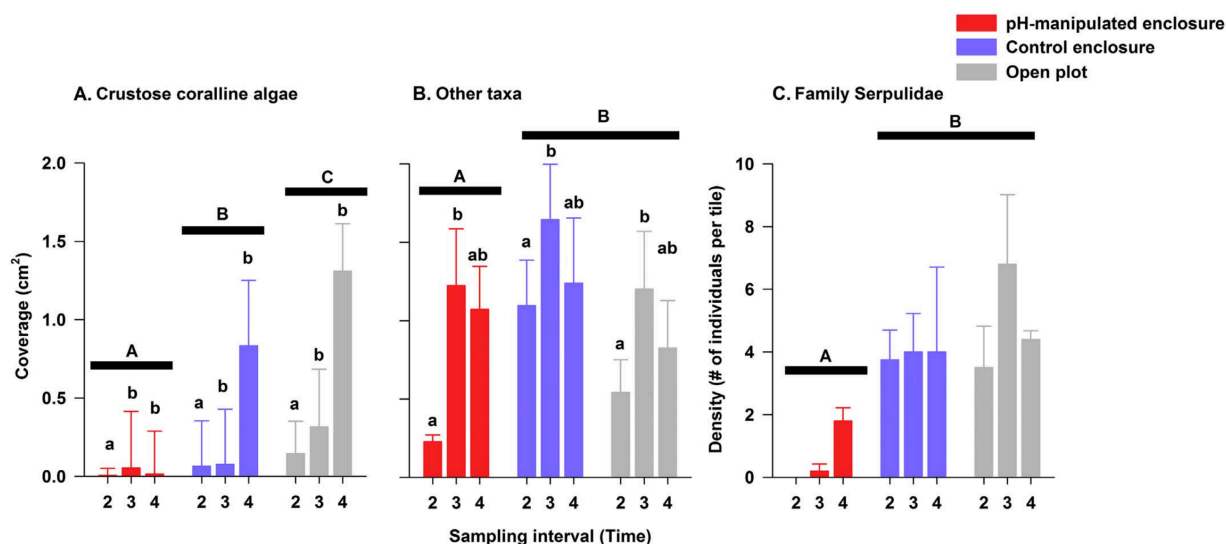 pH-manipulated enclosure
Control enclosure
Open plot
A. Crustose coralline algae
B. Other taxa
C. Family Serpulidae
Coverage (cm²)
2.0
1.5
1.0
0.5
0.0
A
B
C
a
b
b
a
b
b
a
b
b
2 3 4 2 3 4 2 3 4
A
B
a
b
ab
a
b
ab
a
b
ab
2 3 4 2 3 4 2 3 4
Density (# of individuals per tile)
10
8
6
4
2
0
A
B
2 3 4 2 3 4 2 3 4
Sampling interval (Time)